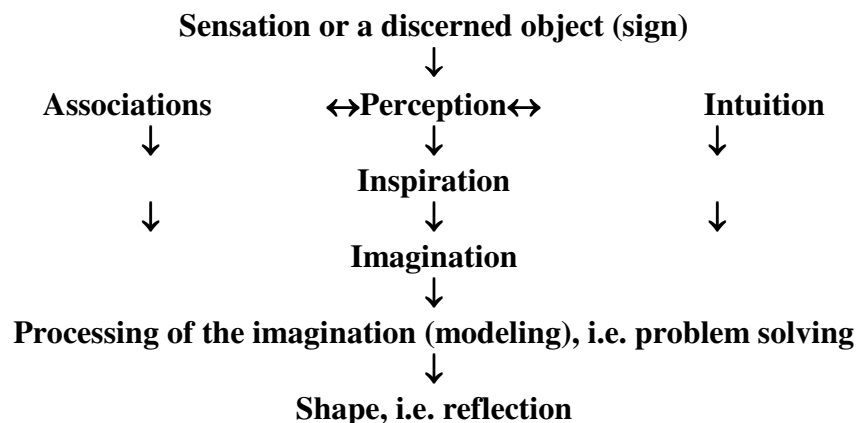 Sensation or a discerned object (sign)
↓
Associations ↔Perception↔ Intuition
↓ ↓ ↓
Inspiration
↓ ↓ ↓
Imagination
↓
Processing of the imagination (modeling), i.e. problem solving
↓
Shape, i.e. reflection